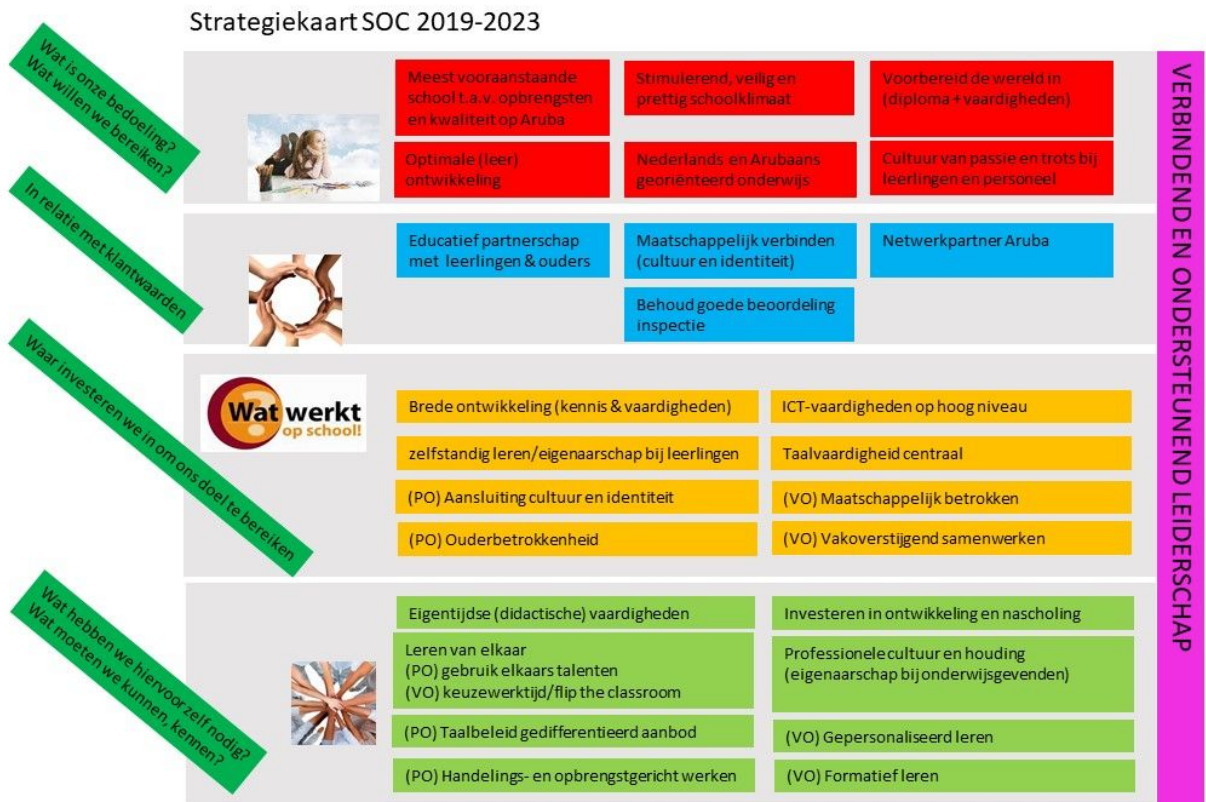 Strategiekaart SOC 2019-2023
Wat is onze bedoeling?
Wat willen we bereiken?
Meest vooraanstaande
school t.a.v. opbrengsten
en kwaliteit op Aruba
Stimulerend, veilig en
prettig schoolklimaat
Voorbereid de wereld in
(diploma + vaardigheden)
Optimale (leer)
ontwikkeling
Nederlands en Arubaans
georiënteerd onderwijs
Cultuur van passie en trots bij
leerlingen en personeel
In relatie met klantwaarden
Educatief partnerschap
met leerlingen & ouders
Maatschappelijk verbinden
(cultuur en identiteit)
Netwerkpartner Aruba
Behoud goede beoordeling
inspectie
Waar investeren we in om ons doel te bereiken
Wat werkt
op school!
?
Brede ontwikkeling (kennis & vaardigheden)
ICT-vaardigheden op hoog niveau
zelfstandig leren/eigenaarschap bij leerlingen
Taalvaardigheid centraal
(PO) Aansluiting cultuur en identiteit
(VO) Maatschappelijk betrokken
(PO) Ouderbetrokkenheid
(VO) Vakoverstijgend samenwerken
Wat hebben we hiervoor zelf nodig?
Wat moeten we kunnen, kennen?
Eigentijdse (didactische) vaardigheden
Investeren in ontwikkeling en nascholing
Leren van elkaar
(PO) gebruik elkaars talenten
(VO) keuzewerktijd/flip the classroom
Professionele cultuur en houding
(eigenaarschap bij onderwijsgevenden)
(PO) Taalbeleid gedifferentieerd aanbod
(VO) Gepersonaliseerd leren
(PO) Handelings- en opbrengstgericht werken
(VO) Formatief leren
VERBINDEND EN ONDERSTEUNEND LEIDERSCHAP